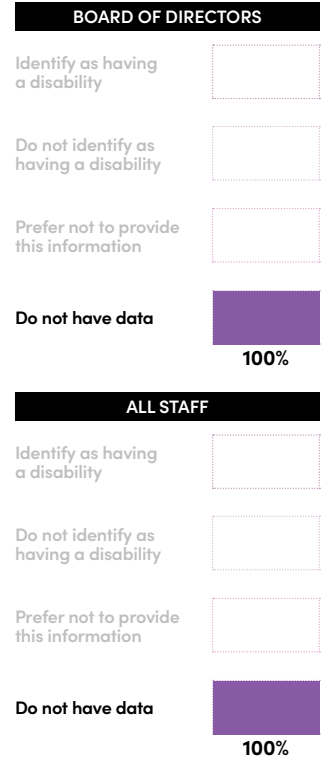 BOARD OF DIRECTORS
Identify as having
a disability
Do not identify as
having a disability
Prefer not to provide
this information
Do not have data
100%
ALL STAFF
Identify as having
a disability
Do not identify as
having a disability
Prefer not to provide
this information
Do not have data
100%